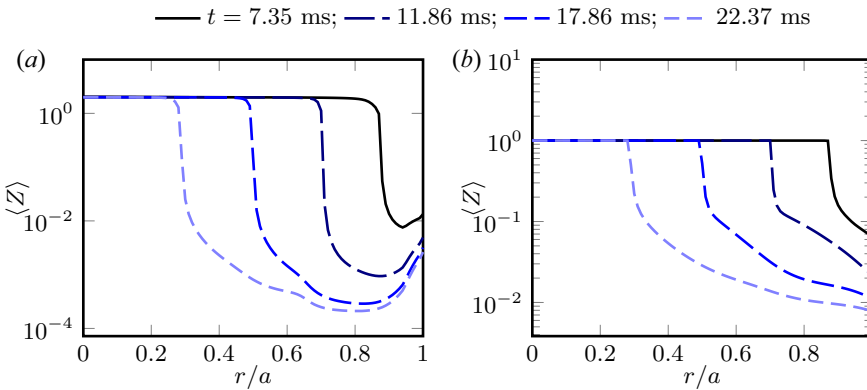 t = 7.35 ms; 11.86 ms; 17.86 ms; 22.37 ms
(a) (b)
10^0
10^−2
10^−4
⟨Z⟩
0 0.2 0.4 0.6 0.8 1
r/a
10^1
10^0
10^−1
10^−2
⟨Z⟩
0 0.2 0.4 0.6 0.8
r/a